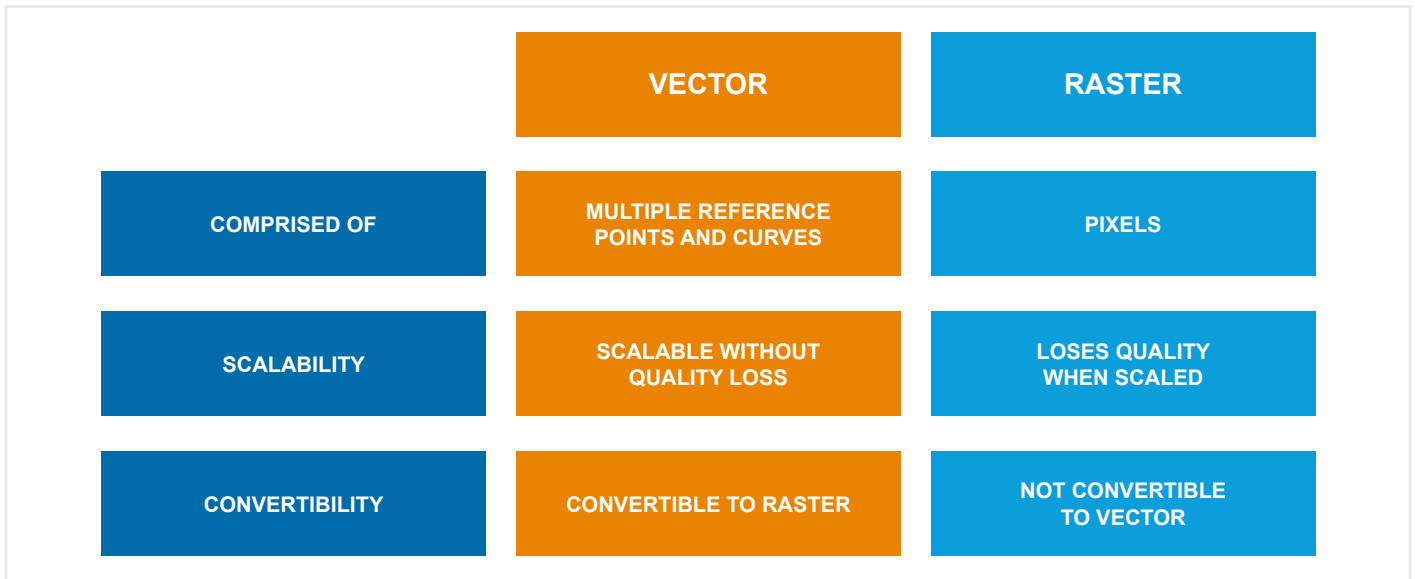 VECTOR
RASTER
COMPRISED OF
MULTIPLE REFERENCE
POINTS AND CURVES
PIXELS
SCALABILITY
SCALABLE WITHOUT
QUALITY LOSS
LOSES QUALITY
WHEN SCALED
CONVERTIBILITY
CONVERTIBLE TO RASTER
NOT CONVERTIBLE
TO VECTOR